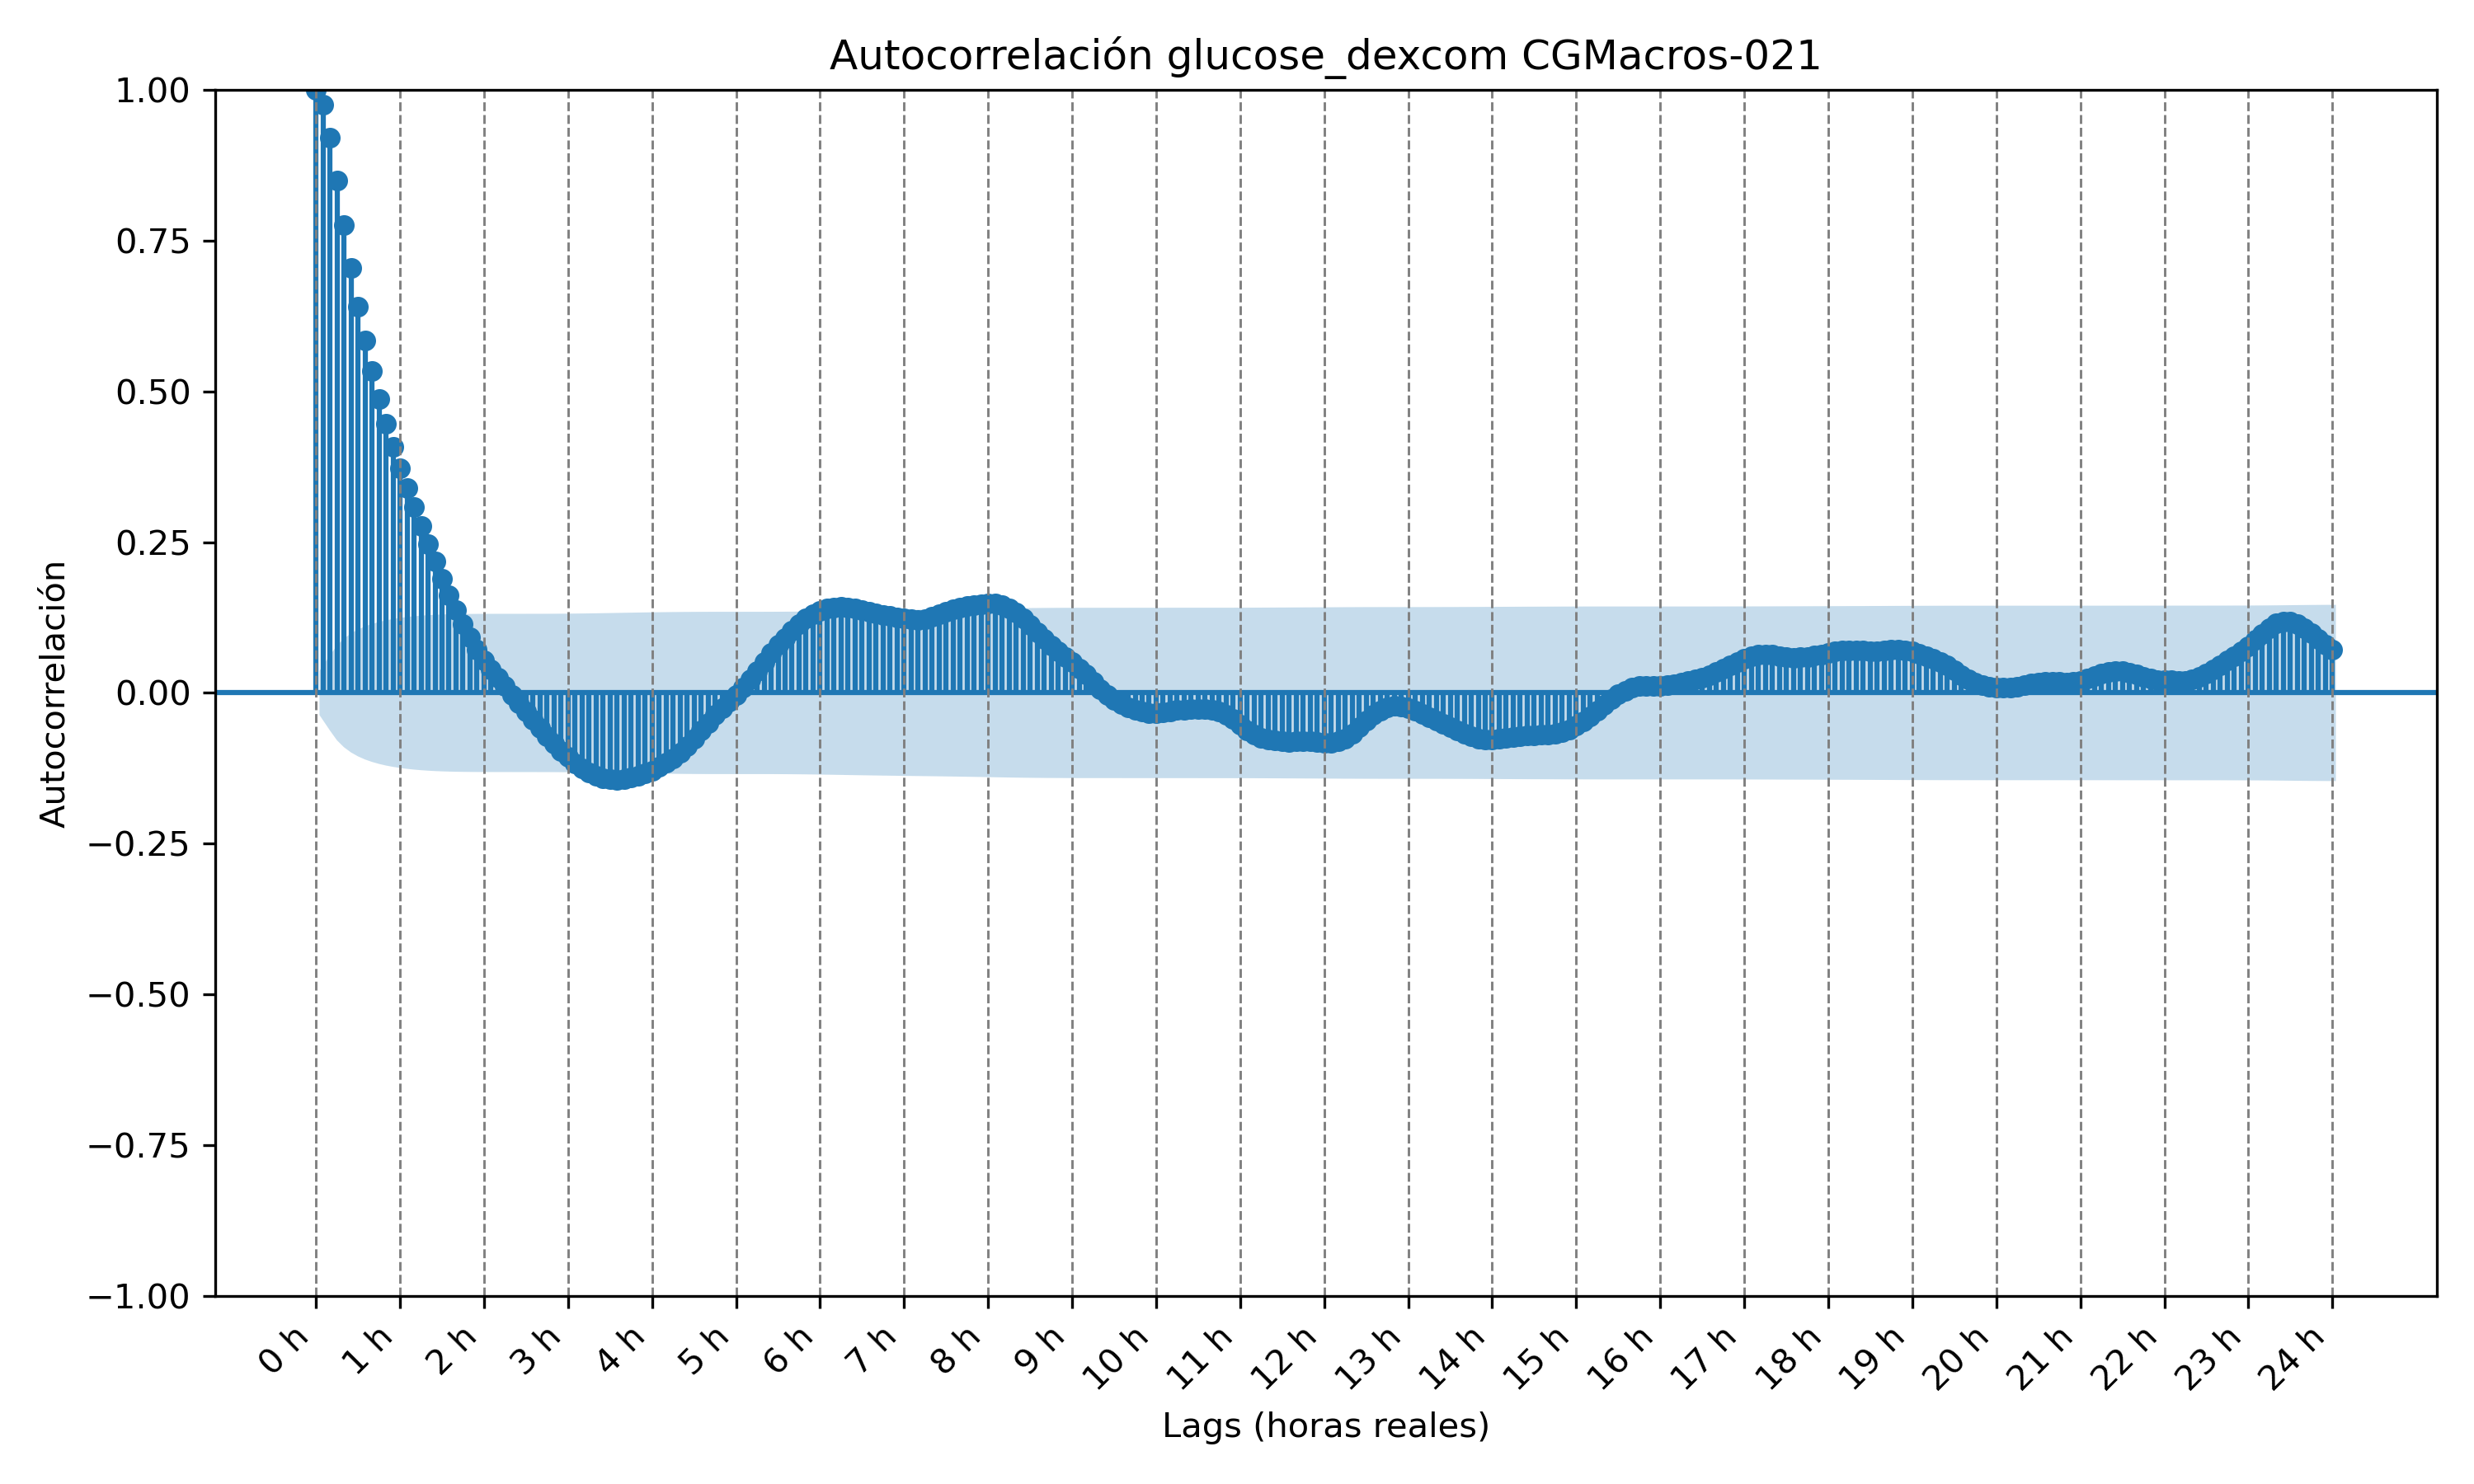 Autocorrelación glucose_dexcom CGMacros-021
1.00
0.75
0.50
0.25
0.00
−0.25
−0.50
−0.75
−1.00
Autocorrelación
0 h
1 h
2 h
3 h
4 h
5 h
6 h
7 h
8 h
9 h
10 h
11 h
12 h
13 h
14 h
15 h
16 h
17 h
18 h
19 h
20 h
21 h
22 h
23 h
24 h
Lags (horas reales)